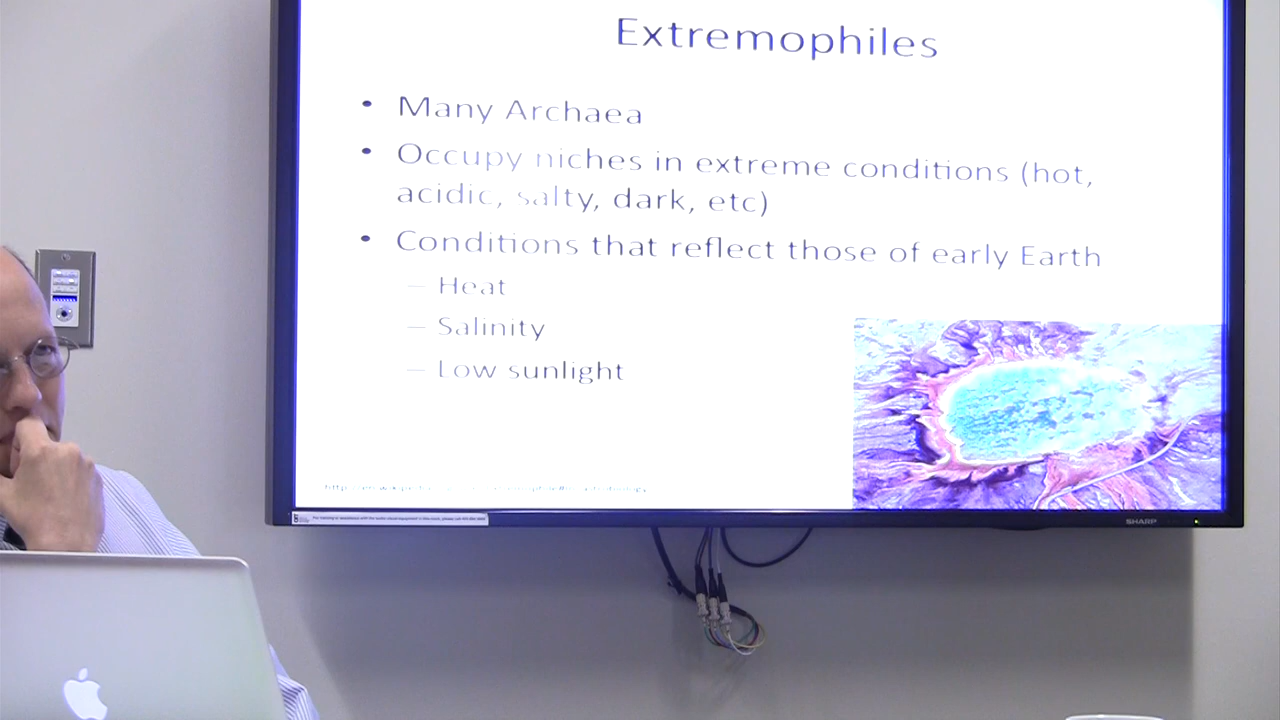 Extremophiles
• Many Archaea
• Occupy niches in extreme conditions (hot,
acidic, salty, dark, etc)
• Conditions that reflect those of early Earth
– Heat
– Salinity
– Low sunlight
SHARP